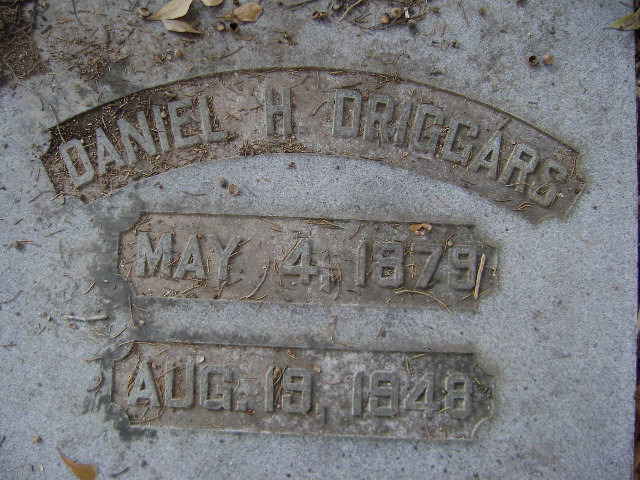 DANIEL H. DRIGGARS
MAY 4, 1879
AUG. 19, 1948